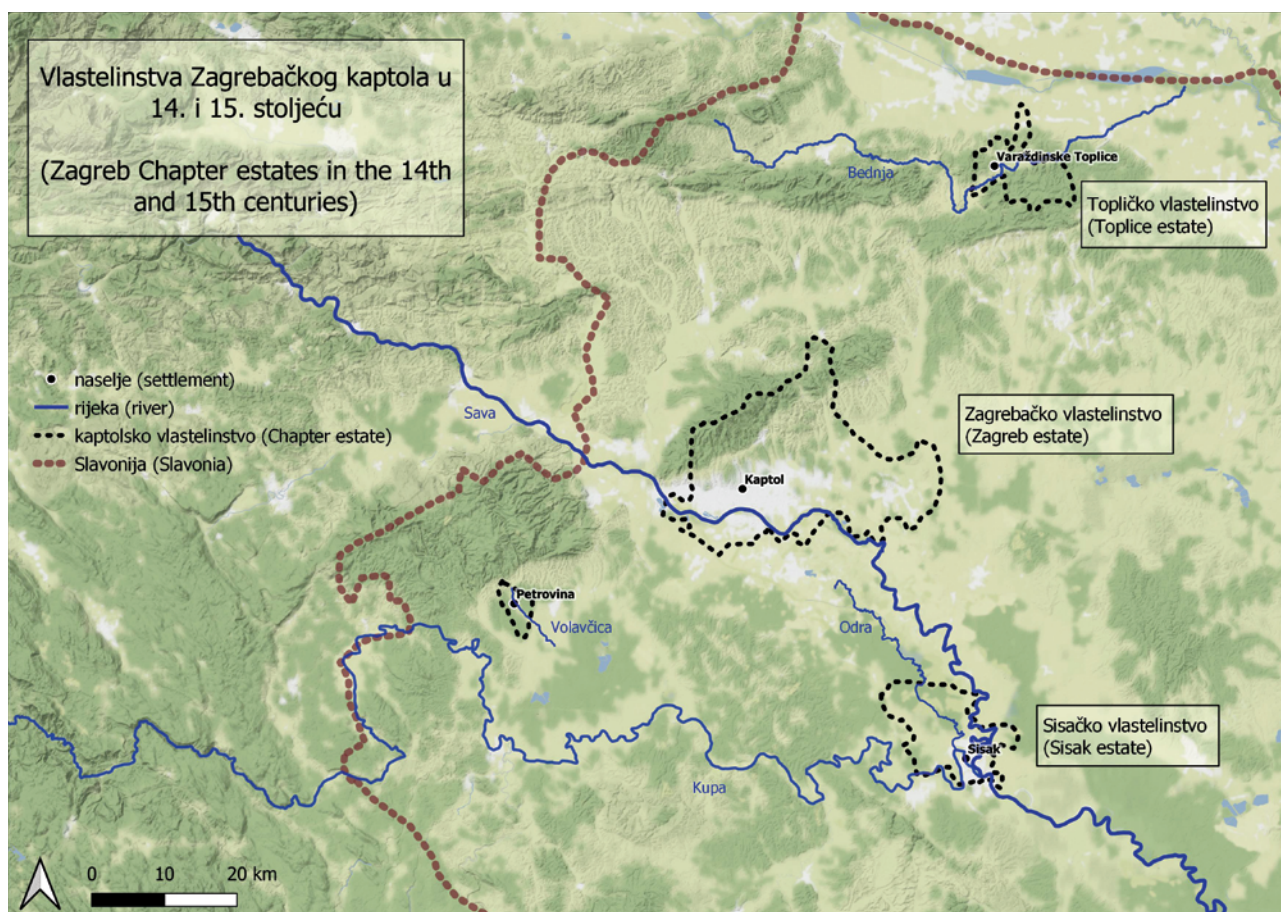 Vlastelinstva Zagrebačkog kaptola u
14. i 15. stoljeću
(Zagreb Chapter estates in the 14th
and 15th centuries)
Bednja
Varaždinske Toplice
Topličko vlastelinstvo
(Toplice estate)
naselje (settlement)
rijeka (river)
kaptolsko vlastelinstvo (Chapter estate)
Slavonija (Slavonia)
Sava
Zagrebačko vlastelinstvo
(Zagreb estate)
Kaptol
Petrovina
Volavčica
Odra
Sisačko vlastelinstvo
(Sisak estate)
Sisak
Kupa
0 10 20 km